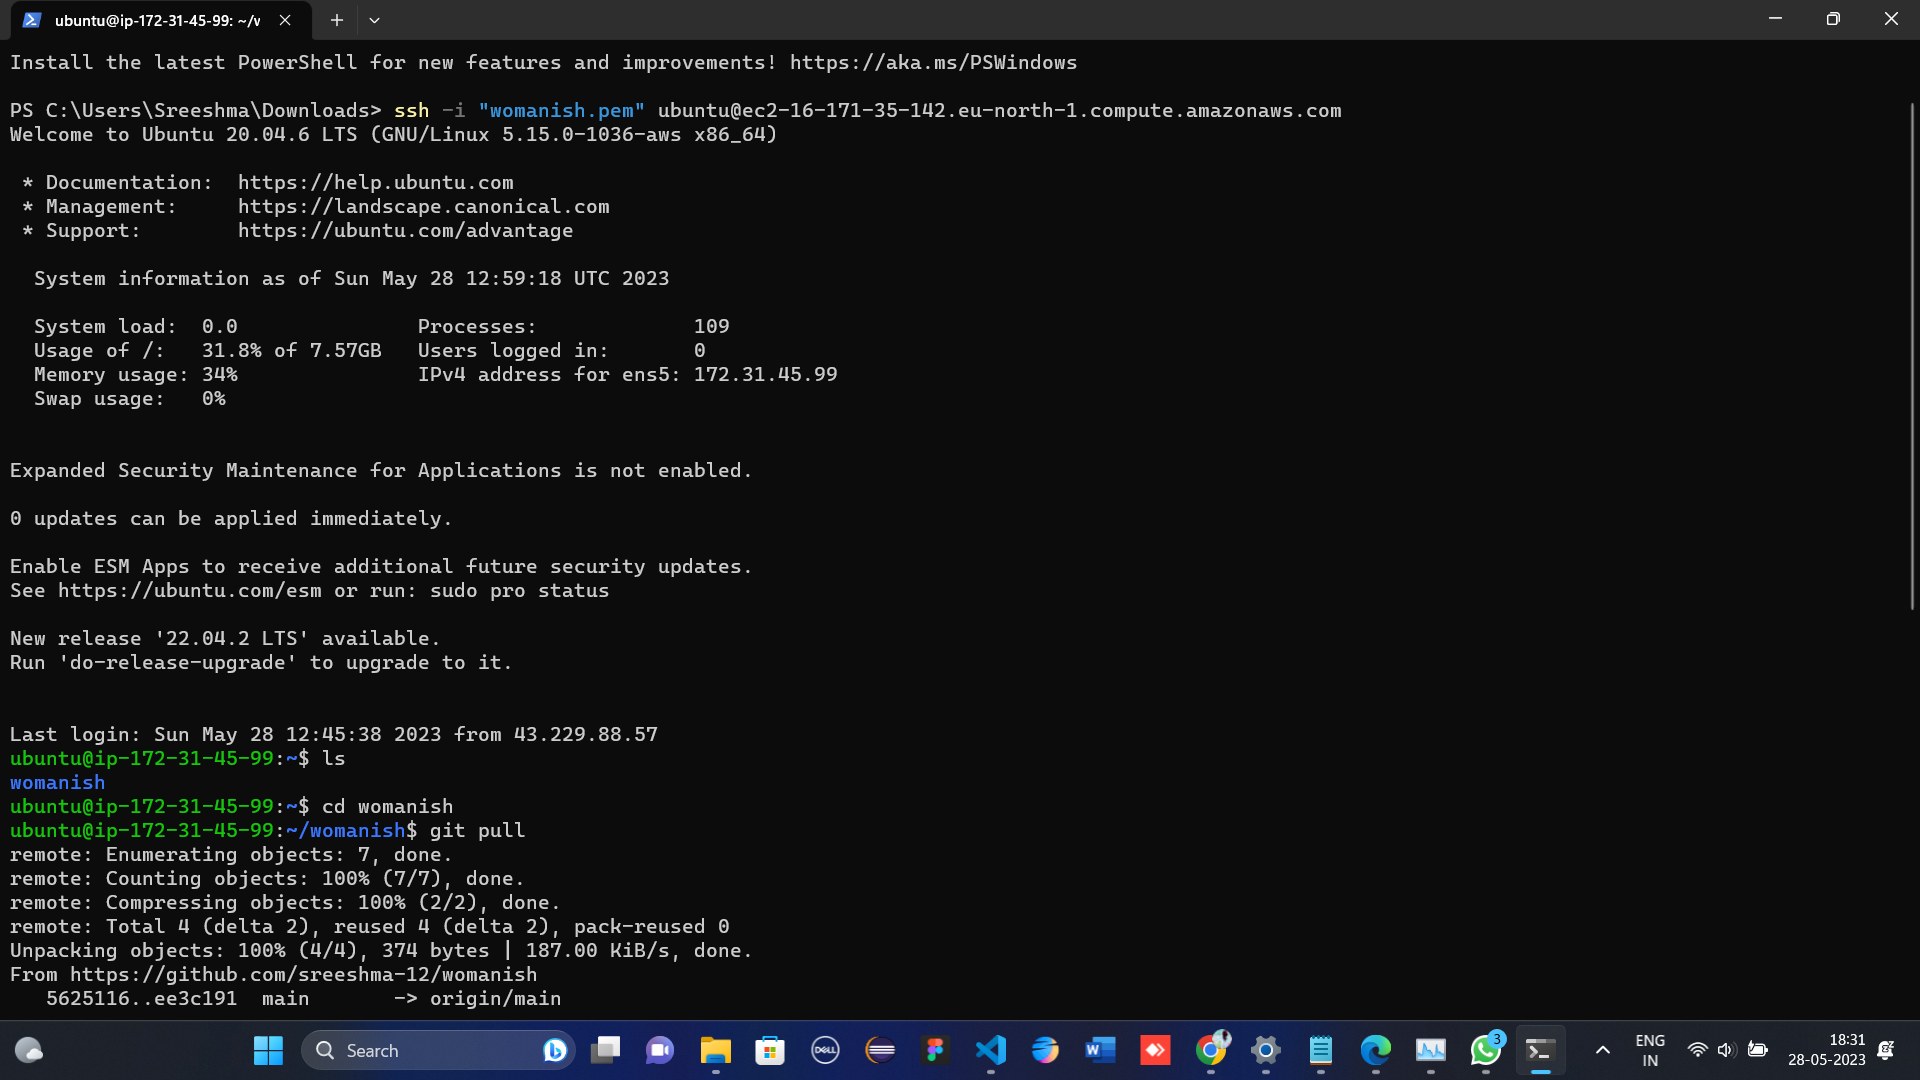 ubuntu@ip-172-31-45-99: ~/w
Install the latest PowerShell for new features and improvements! https://aka.ms/PSWindows
PS C:\Users\Sreeshma\Downloads> ssh -i "womanish.pem" ubuntu@ec2-16-171-35-142.eu-north-1.compute.amazonaws.com
Welcome to Ubuntu 20.04.6 LTS (GNU/Linux 5.15.0-1036-aws x86_64)
* Documentation:  https://help.ubuntu.com
* Management:     https://landscape.canonical.com
* Support:        https://ubuntu.com/advantage
System information as of Sun May 28 12:59:18 UTC 2023
System load:  0.0               Processes:             109
Usage of /:   31.8% of 7.57GB   Users logged in:       0
Memory usage: 34%               IPv4 address for ens5: 172.31.45.99
Swap usage:   0%
Expanded Security Maintenance for Applications is not enabled.
0 updates can be applied immediately.
Enable ESM Apps to receive additional future security updates.
See https://ubuntu.com/esm or run: sudo pro status
New release '22.04.2 LTS' available.
Run 'do-release-upgrade' to upgrade to it.
Last login: Sun May 28 12:45:38 2023 from 43.229.88.57
ubuntu@ip-172-31-45-99:~$ ls
womanish
ubuntu@ip-172-31-45-99:~$ cd womanish
ubuntu@ip-172-31-45-99:~/womanish$ git pull
remote: Enumerating objects: 7, done.
remote: Counting objects: 100% (7/7), done.
remote: Compressing objects: 100% (2/2), done.
remote: Total 4 (delta 2), reused 4 (delta 2), pack-reused 0
Unpacking objects: 100% (4/4), 374 bytes | 187.00 KiB/s, done.
From https://github.com/sreeshma-12/womanish
   5625116..ee3c191  main       -> origin/main
Search
DELL
W
3
ENG
IN
18:31
28-05-2023